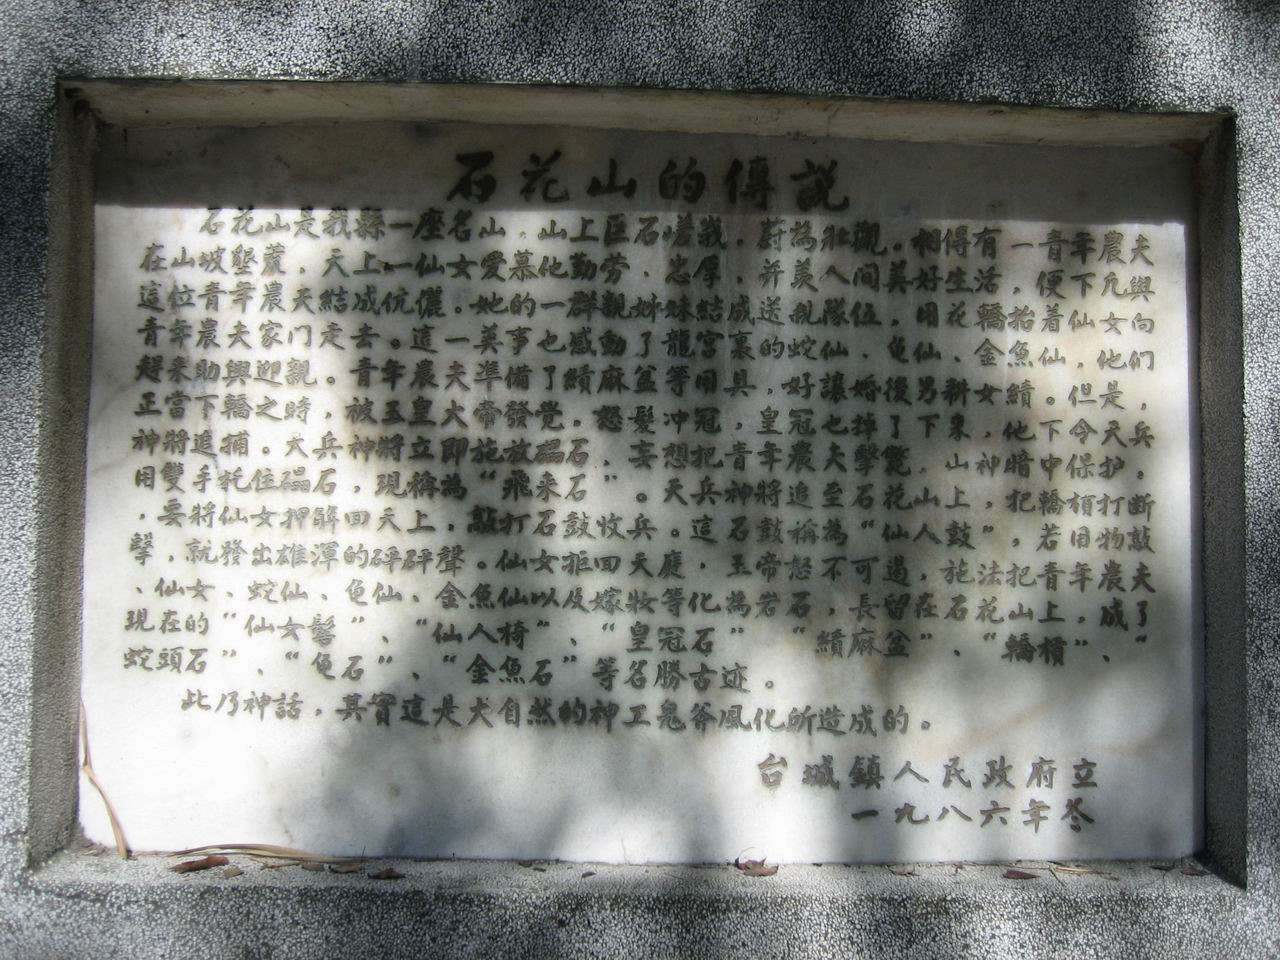 石花山的傳説
石花山是我縣一座名山，山上巨石嵯峩，蔚為壯觀。相傳有一青年農夫
在山坡墾荒，天上一仙女愛慕他勤劳、忠厚，并羡人间美好生活，便下凡與
這位青年農夫結成伉儷。她的一群親姊妹結成送親隊伍，用花轎抬着仙女向
青年農夫家门走去。這一美事也感動了龍宮裏的蛇仙、龟仙、金魚仙，他们
趕来助興迎親。青年農夫準備了績麻盆等用具，好讓婚後男耕女績。但是，
正當下轎之時，被玉皇大帝發覺。怒髮冲冠，皇冠也掉了下来，他下令天兵
神將追捕。天兵神將立即施放磖石，妄想把青年農夫擊斃，山神暗中保护，
用雙手托住磖石，現稱為“飛来石”。天兵神將追至石花山上，把轎槓打断
，要將仙女押解回天上，敲打石鼓收兵。這石鼓稱為“仙人鼓”，若用物敲
擊，就發出雄渾的砰砰聲。仙女拒回天庭，玉帝怒不可遏，施法把青年農夫
、仙女、蛇仙、龟仙、金魚仙以及嫁妝等化為岩石，長留在石花山上，成了
現在的“仙女髻”、“仙人椅”、“皇冠石”“績麻盆”、“轎槓”、“
蛇頭石”、“龟石”、“金魚石”等名勝古迹。
此乃神話，其實這是大自然的神工鬼斧風化所造成的。
台城鎮人民政府立
一九八六年冬